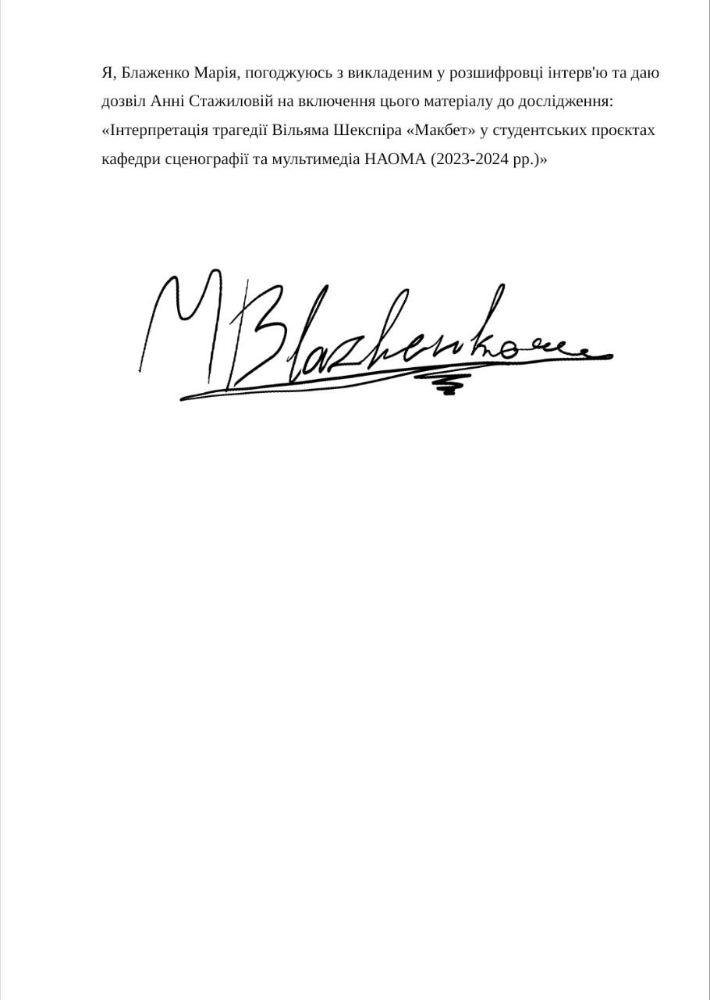 Я, Блаженко Марія, погоджуюсь з викладеним у розшифровці інтерв'ю та даю
дозвіл Анні Стажиловій на включення цього матеріалу до дослідження:
«Інтерпретація трагедії Вільяма Шекспіра «Макбет» у студентських проєктах
кафедри сценографії та мультимедіа НАОМА (2023-2024 рр.)»
MBlazhenko